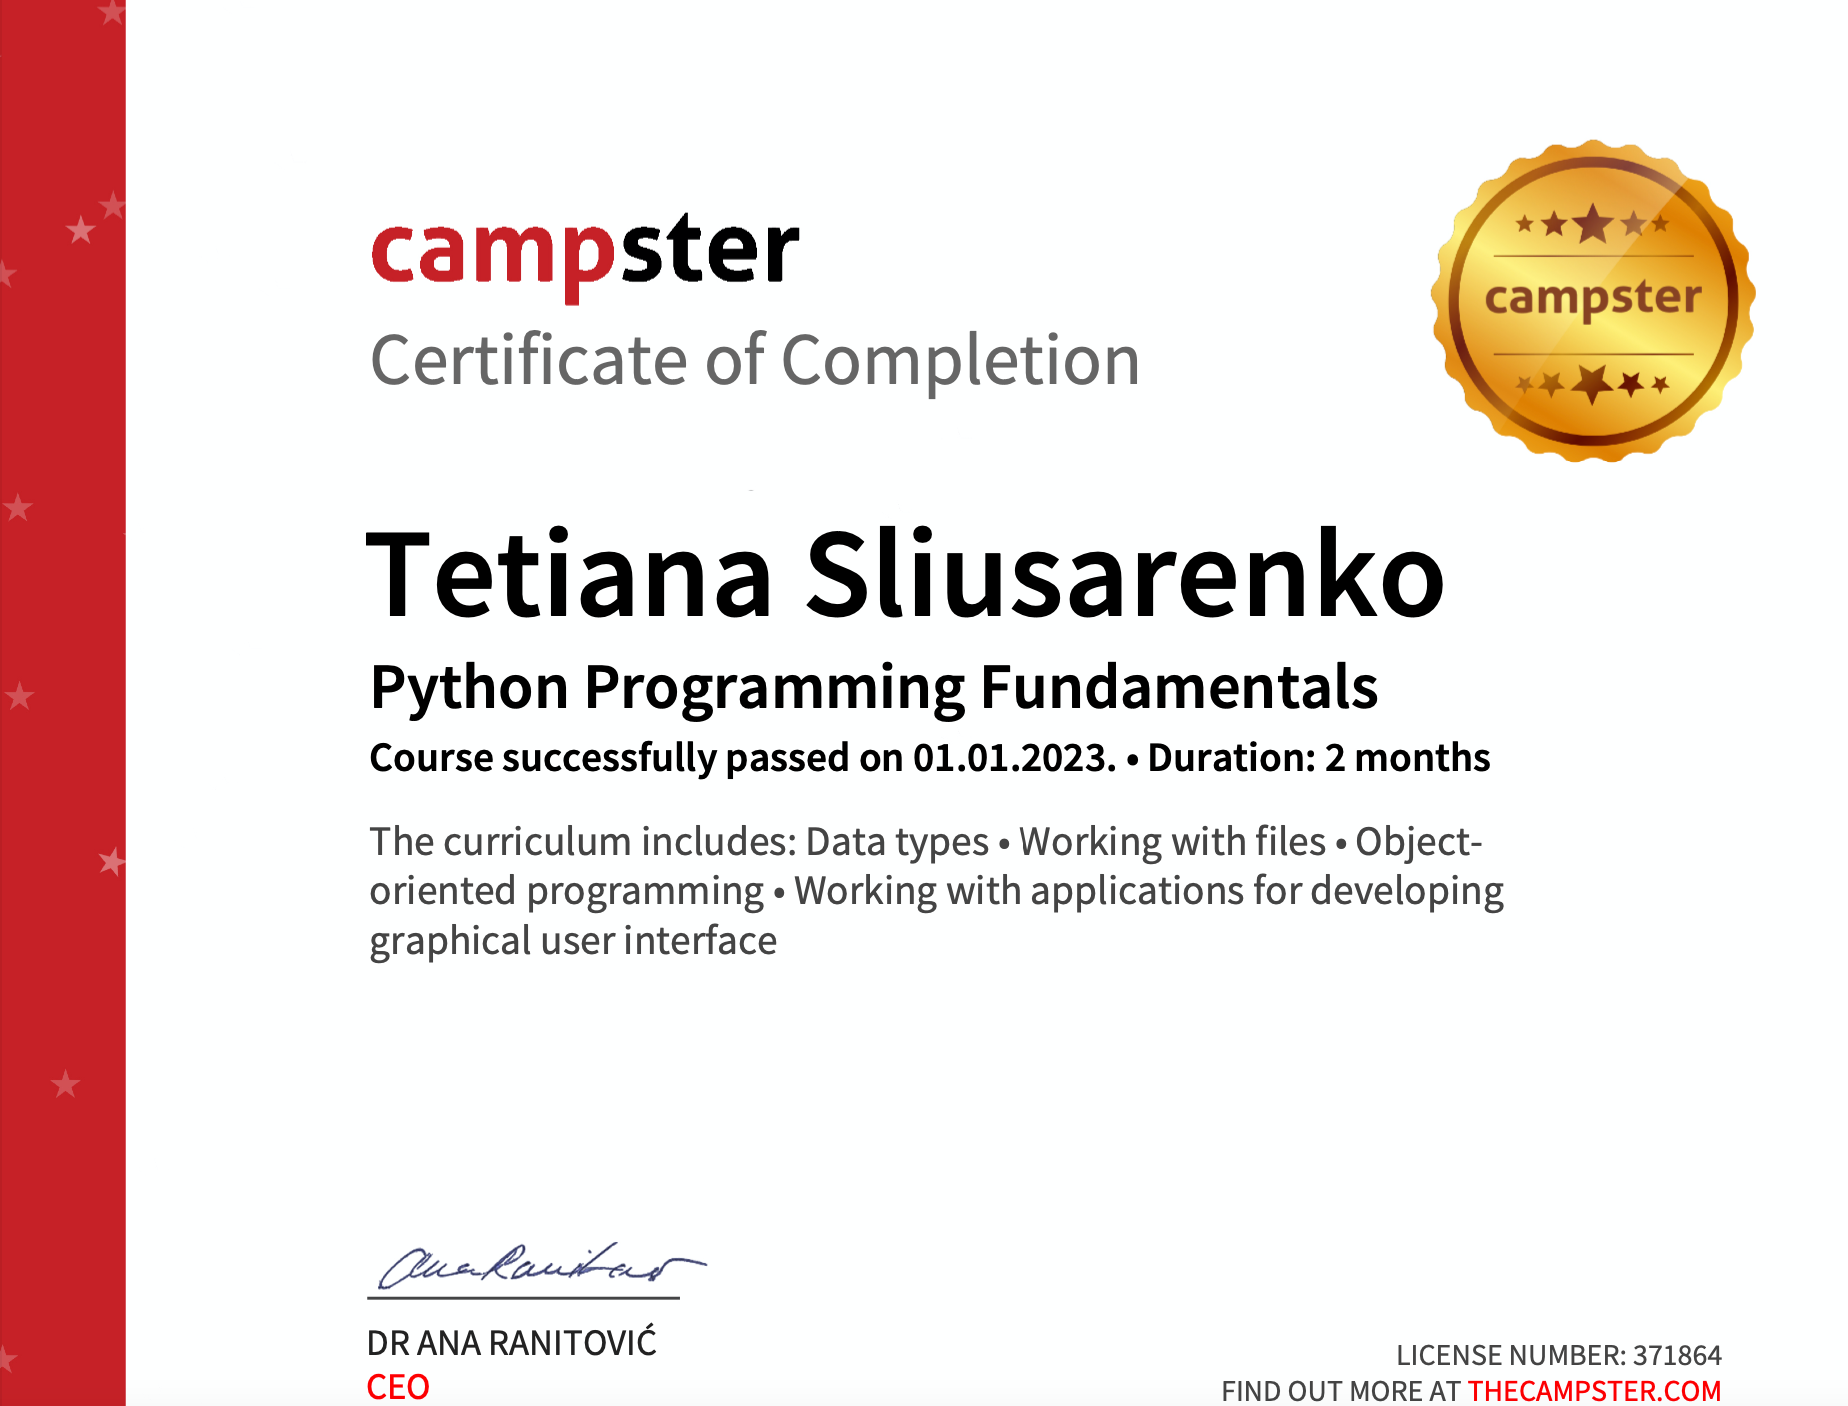 campster
Certificate of Completion
campster
Tetiana Sliusarenko
Python Programming Fundamentals
Course successfully passed on 01.01.2023. • Duration: 2 months
The curriculum includes: Data types • Working with files • Object-
oriented programming • Working with applications for developing
graphical user interface
Ana Ranitović
DR ANA RANITOVIĆ
CEO
LICENSE NUMBER: 371864
FIND OUT MORE AT THECAMPSTER.COM